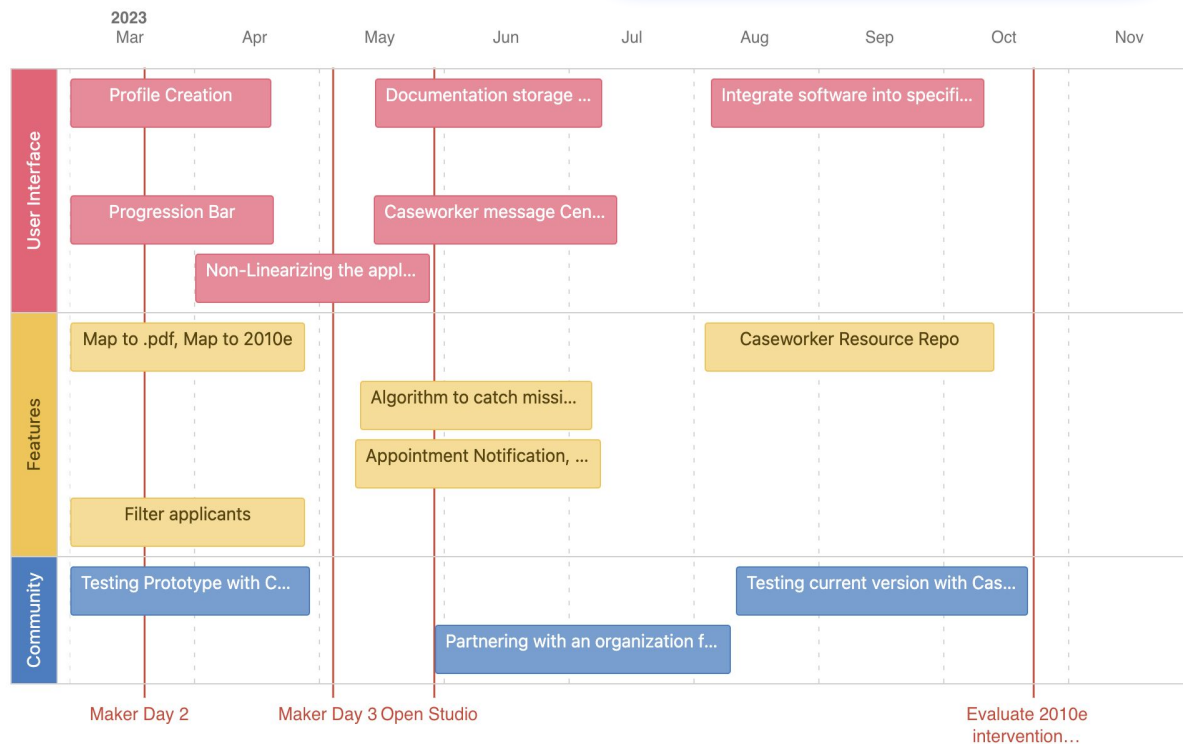 2023
Mar Apr May Jun Jul Aug Sep Oct Nov
User Interface
Profile Creation
Documentation storage ...
Integrate software into specifi...
Progression Bar
Caseworker message Cen...
Non-Linearizing the appl...
Features
Map to .pdf, Map to 2010e
Caseworker Resource Repo
Algorithm to catch missi...
Appointment Notification, ...
Filter applicants
Community
Testing Prototype with C...
Testing current version with Cas...
Partnering with an organization f...
Maker Day 2
Maker Day 3
Open Studio
Evaluate 2010e
intervention...